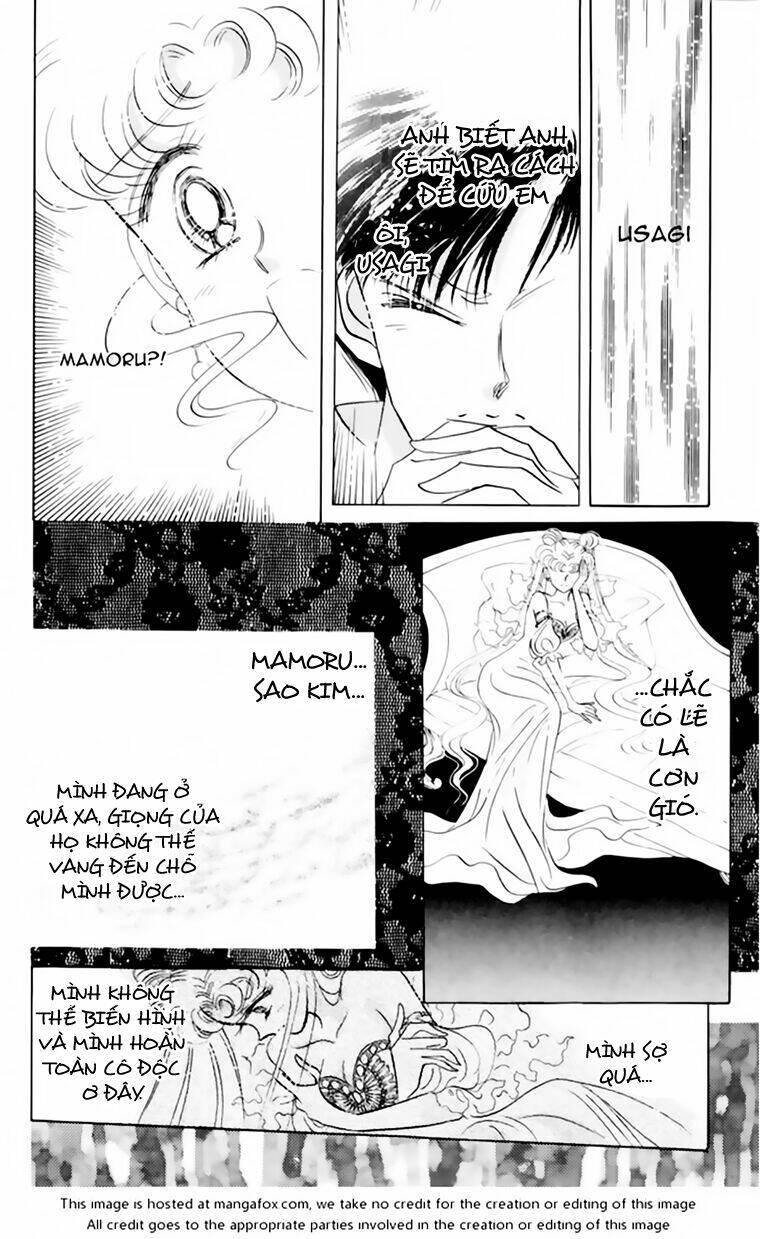 USAGI
ANH BIẾT ANH
SẼ TÌM RA CÁCH
ĐỂ CỨU EM
ÔI,
USAGI
MAMORU?!
...CHẮC
CÓ LẼ
LÀ
CƠN
GIÓ.
MAMORU...
SAO KIM...
MÌNH ĐANG Ở
QUÁ XA, GIỌNG CỦA
HỌ KHÔNG THỂ
VANG ĐẾN CHỖ
MÌNH ĐƯỢC...
MÌNH KHÔNG
THỂ BIẾN HÌNH
VÀ MÌNH HOÀN
TOÀN CÔ ĐỘC
Ở ĐÂY.
MÌNH SỢ
QUÁ...
This image is hosted at mangafox.com, we take no credit for the creation or editing of this image
All credit goes to the appropriate parties involved in the creation or editing of this image